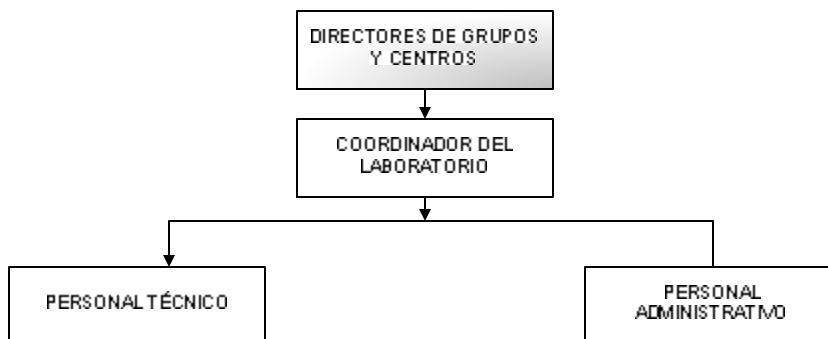 DIRECTORES DE GRUPOS
Y CENTROS
COORDINADOR DEL
LABORATORIO
PERSONAL TÉCNICO
PERSONAL
ADMINISTRATIVO